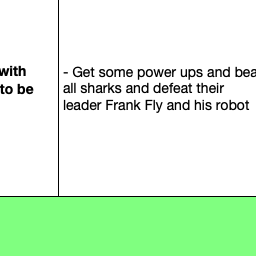 with
to be
- Get some power ups and bea
all sharks and defeat their
leader Frank Fly and his robot